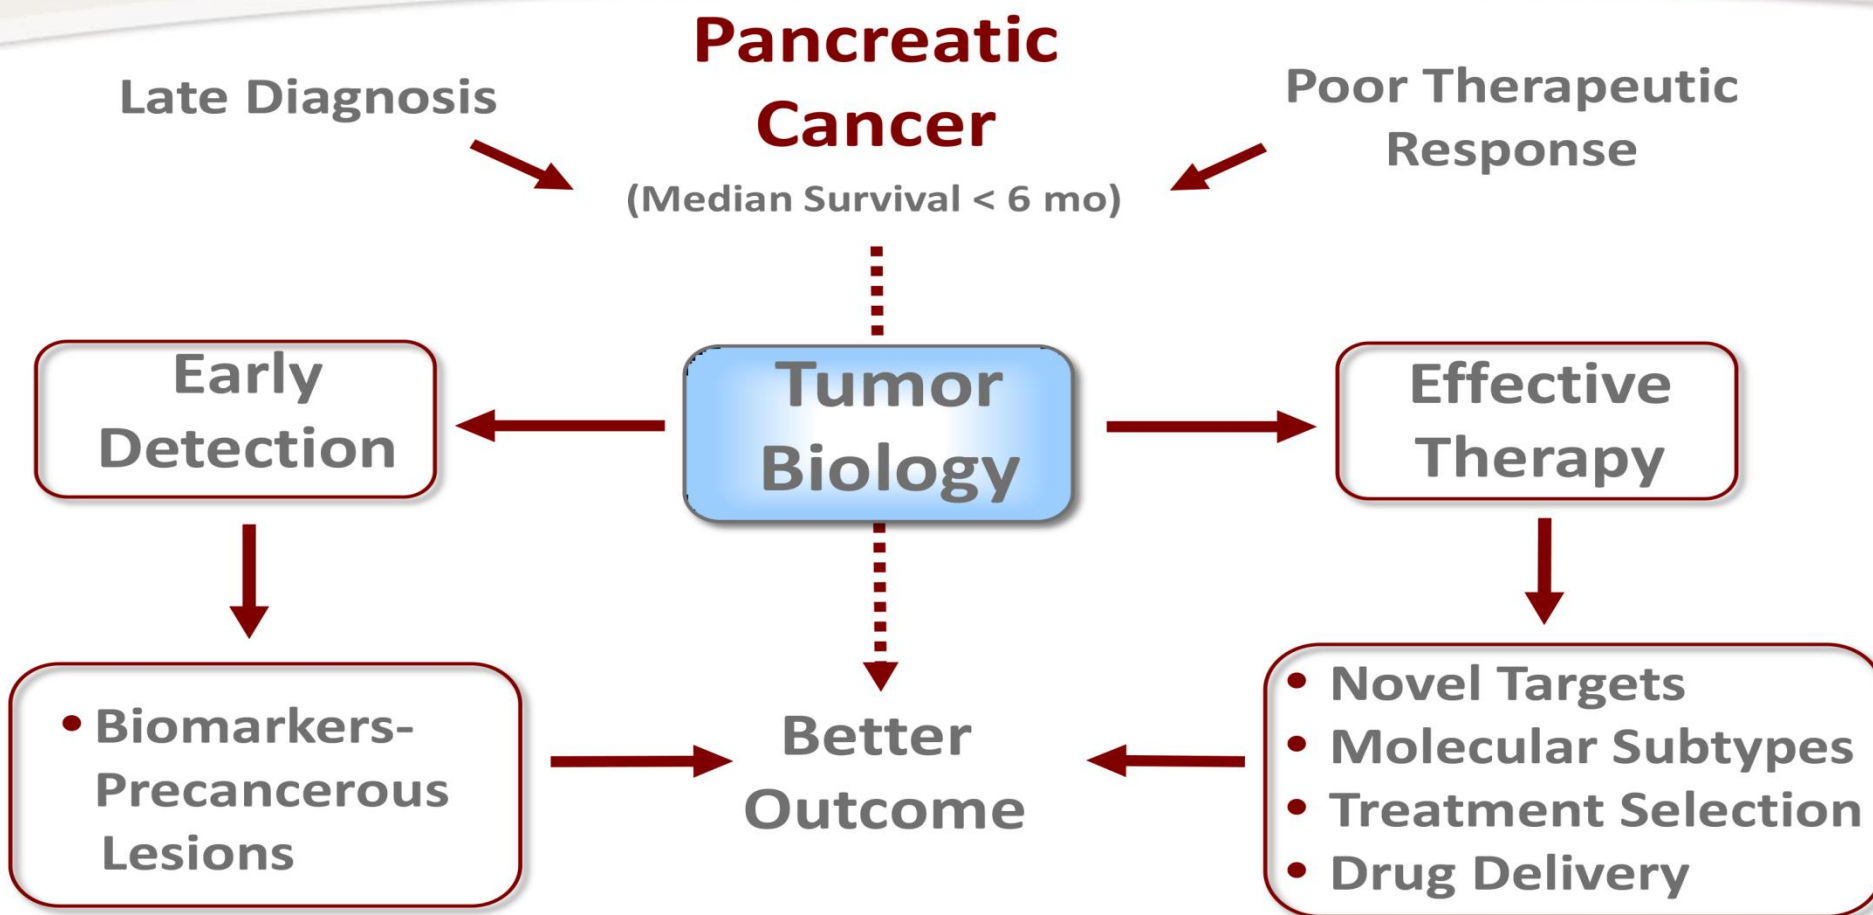 Pancreatic
Cancer
(Median Survival < 6 mo)
Late Diagnosis
Poor Therapeutic
Response
Early
Detection
Tumor
Biology
Effective
Therapy
• Biomarkers-
Precancerous
Lesions
Better
Outcome
• Novel Targets
• Molecular Subtypes
• Treatment Selection
• Drug Delivery